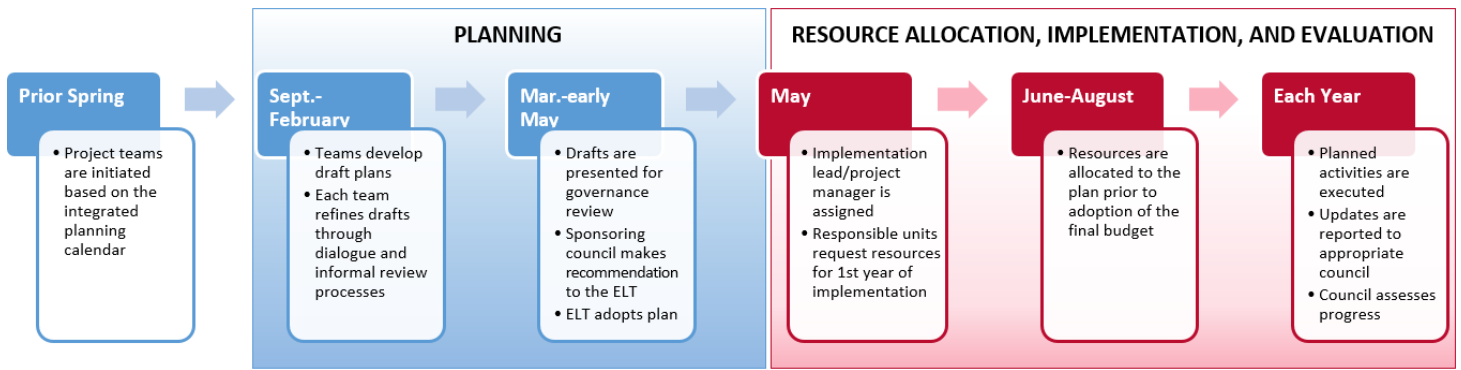 PLANNING
RESOURCE ALLOCATION, IMPLEMENTATION, AND EVALUATION
Prior Spring
• Project teams
are initiated
based on the
integrated
planning
calendar
Sept.-
February
• Teams develop
draft plans
• Each team
refines drafts
through
dialogue and
informal review
processes
Mar.-early
May
• Drafts are
presented for
governance
review
• Sponsoring
council makes
recommendation
to the ELT
• ELT adopts plan
May
• Implementation
lead/project
manager is
assigned
• Responsible units
request resources
for 1st year of
implementation
June-August
• Resources are
allocated to the
plan prior to
adoption of the
final budget
Each Year
• Planned
activities are
executed
• Updates are
reported to
appropriate
council
• Council assesses
progress